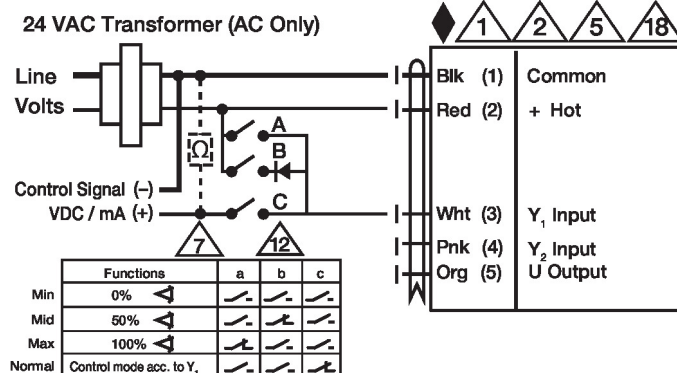 24 VAC Transformer (AC Only)
1 2 5 18
Line
Volts
Blk (1) Common
Red (2) + Hot
A
Ω
B
Control Signal (−)
C
VDC / mA (+)
Wht (3) Y₁ Input
7 12
Pnk (4) Y₂ Input
Org (5) U Output
Functions a b c
Min 0%
Mid 50%
Max 100%
Normal Control mode acc. to Y₁